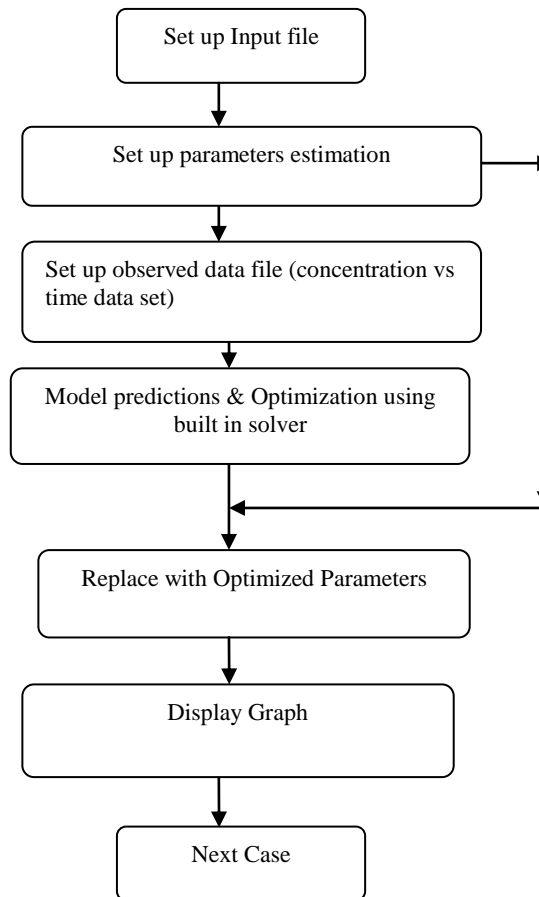 Set up Input file
Set up parameters estimation
Set up observed data file (concentration vs
time data set)
Model predictions & Optimization using
built in solver
Replace with Optimized Parameters
Display Graph
Next Case